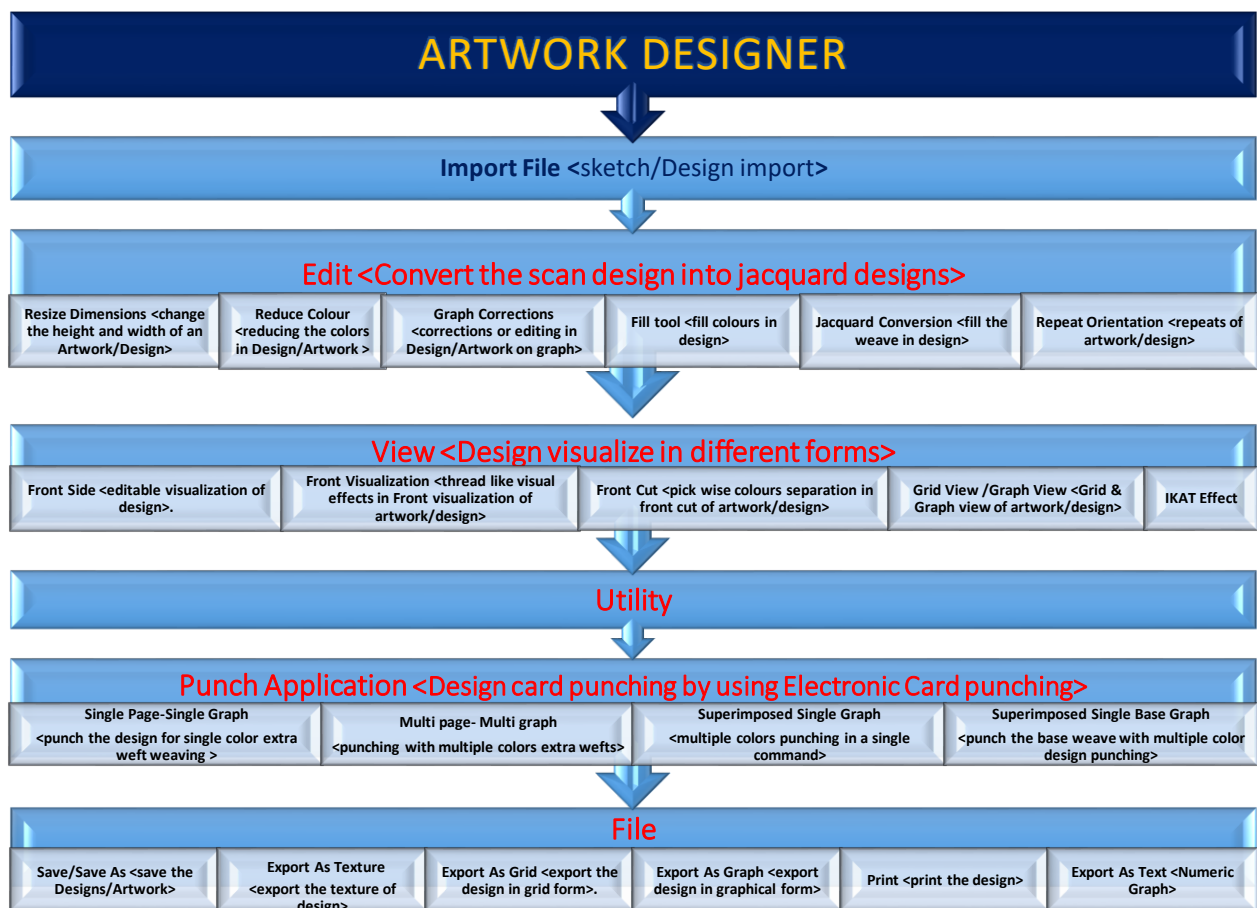 ARTWORK DESIGNER
Import File <sketch/Design import>
Edit <Convert the scan design into jacquard designs>
Resize Dimensions <change
the height and width of an
Artwork/Design>
Reduce Colour
<reducing the colors
in Design/Artwork >
Graph Corrections
<corrections or editing in
Design/Artwork on graph>
Fill tool <fill colours in
design>
Jacquard Conversion <fill the
weave in design>
Repeat Orientation <repeats of
artwork/design>
View <Design visualize in different forms>
Front Side <editable visualization of
design>.
Front Visualization <thread like visual
effects in Front visualization of
artwork/design>
Front Cut <pick wise colours separation in
front cut of artwork/design>
Grid View /Graph View <Grid &
Graph view of artwork/design>
IKAT Effect
Utility
Punch Application <Design card punching by using Electronic Card punching>
Single Page-Single Graph
<punch the design for single color extra
weft weaving >
Multi page- Multi graph
<punching with multiple colors extra wefts>
Superimposed Single Graph
<multiple colors punching in a single
command>
Superimposed Single Base Graph
<punch the base weave with multiple color
design punching>
File
Save/Save As <save the
Designs/Artwork>
Export As Texture
<export the texture of
design>
Export As Grid <export the
design in grid form>.
Export As Graph <export
design in graphical form>
Print <print the design>
Export As Text <Numeric
Graph>